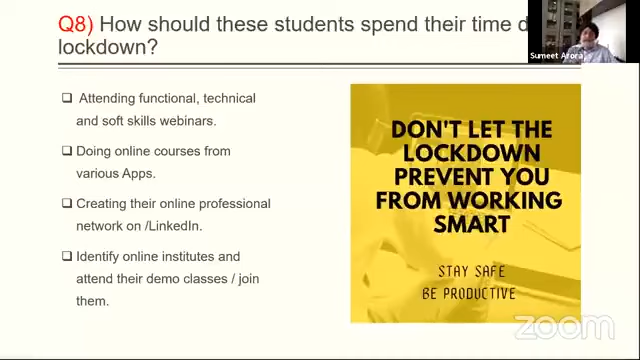 Q8) How should these students spend their time d
lockdown?
Sumeet Arora
Attending functional, technical
and soft skills webinars.
Doing online courses from
various Apps.
Creating their online professional
network on /LinkedIn.
Identify online institutes and
attend their demo classes / join
them.
DON'T LET THE
LOCKDOWN
PREVENT YOU
FROM WORKING
SMART
STAY SAFE
BE PRODUCTIVE
zoom